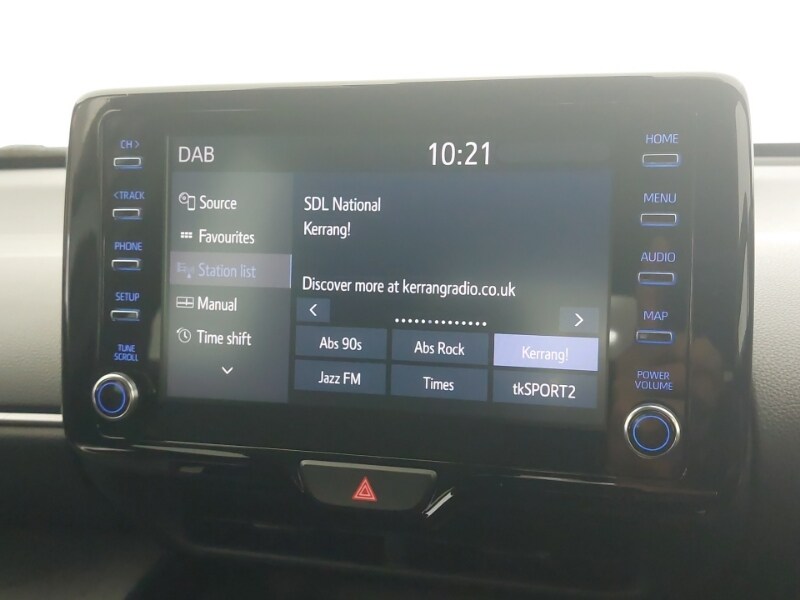 CH >
< TRACK
PHONE
SETUP
TUNE
SCROLL
DAB
10:21
Source
Favourites
Station list
Manual
Time shift
SDL National
Kerrang!
Discover more at kerrangradio.co.uk
Abs 90s
Abs Rock
Kerrang!
Jazz FM
Times
tkSPORT2
HOME
MENU
AUDIO
MAP
POWER
VOLUME